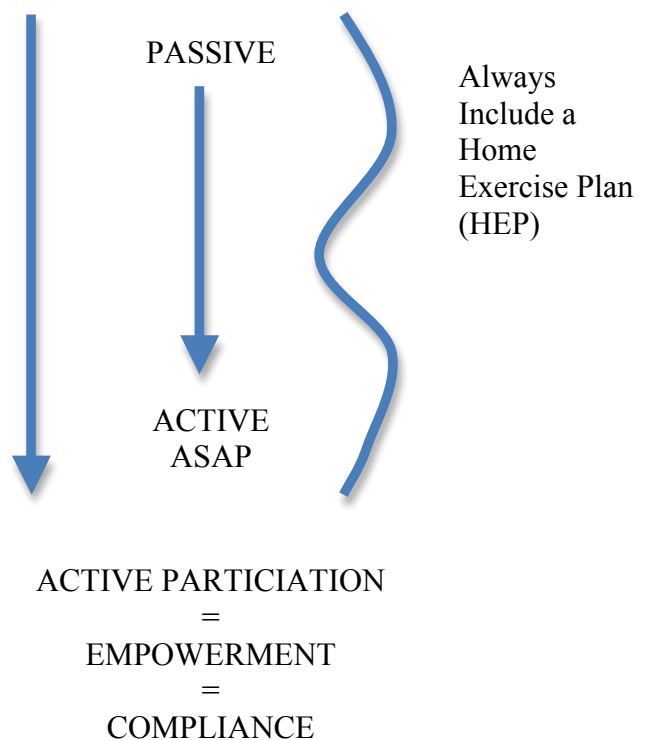 PASSIVE
Always
Include a
Home
Exercise Plan
(HEP)
ACTIVE
ASAP
ACTIVE PARTICIATION
=
EMPOWERMENT
=
COMPLIANCE